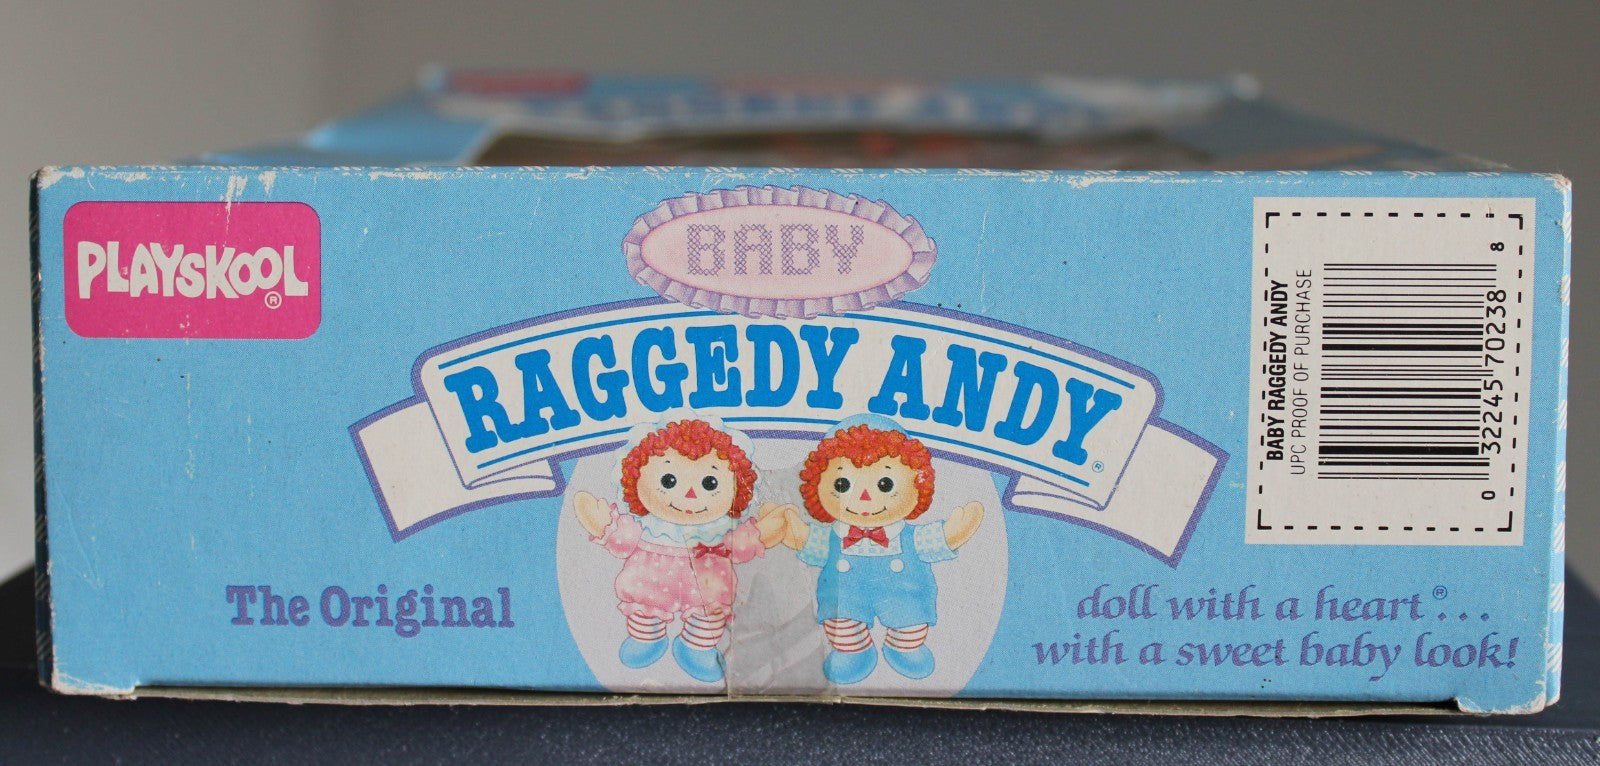 PLAYSKOOL®
BABY
RAGGEDY ANDY®
The Original
doll with a heart®...
with a sweet baby look!
BABY RAGGEDY ANDY
UPC PROOF OF PURCHASE
0 32245 70238 8